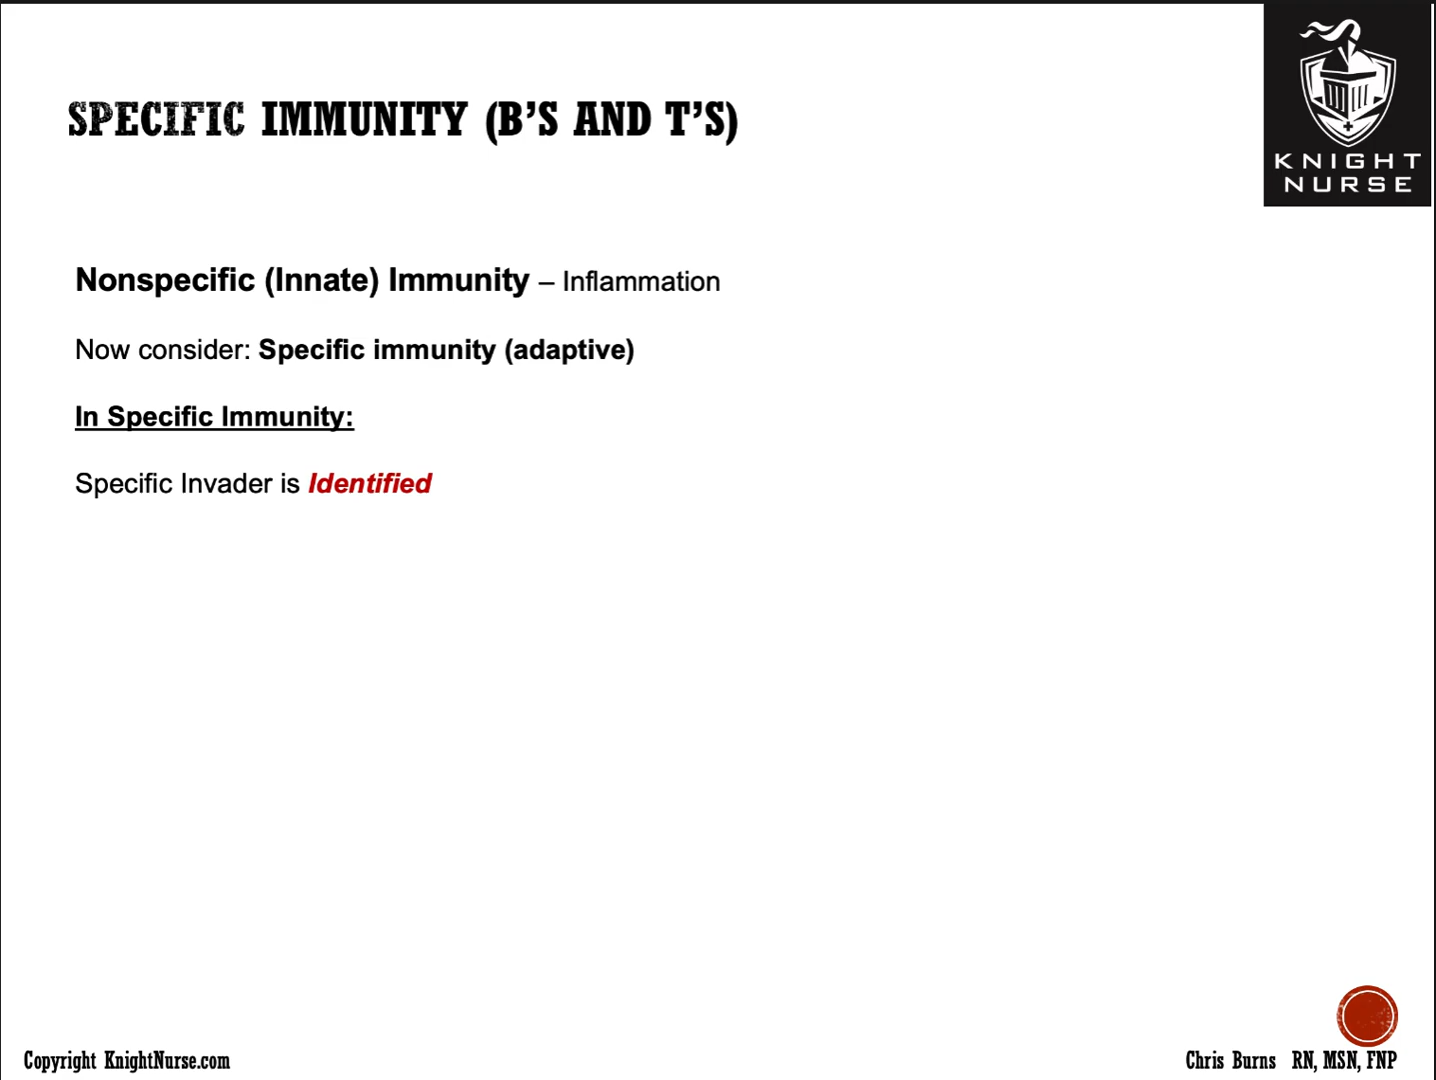 SPECIFIC IMMUNITY (B’S AND T’S)
KNIGHT
NURSE
Nonspecific (Innate) Immunity – Inflammation
Now consider: Specific immunity (adaptive)
In Specific Immunity:
Specific Invader is Identified
Copyright KnightNurse.com
Chris Burns RN, MSN, FNP